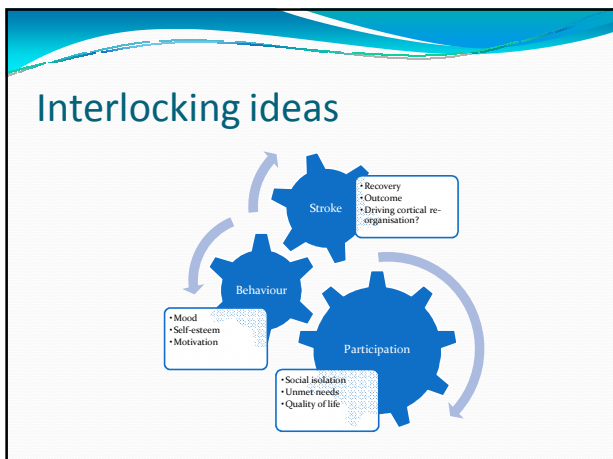 Interlocking ideas
Stroke
• Recovery
• Outcome
• Driving cortical re-
organisation?
Behaviour
• Mood
• Self-esteem
• Motivation
Participation
• Social isolation
• Unmet needs
• Quality of life